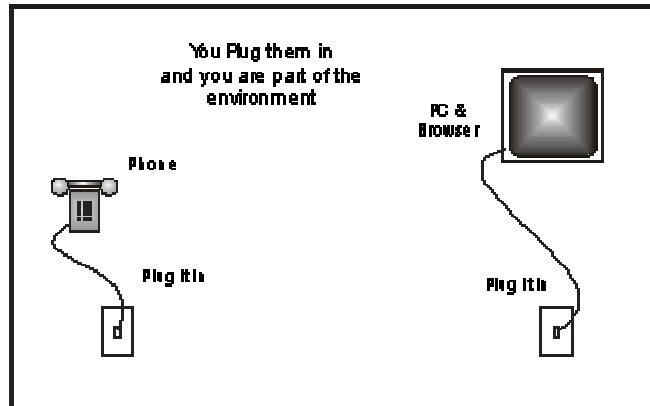 You Plug them in
and you are part of the
environment
PC &
Browser
Phone
Plug it in
Plug it in